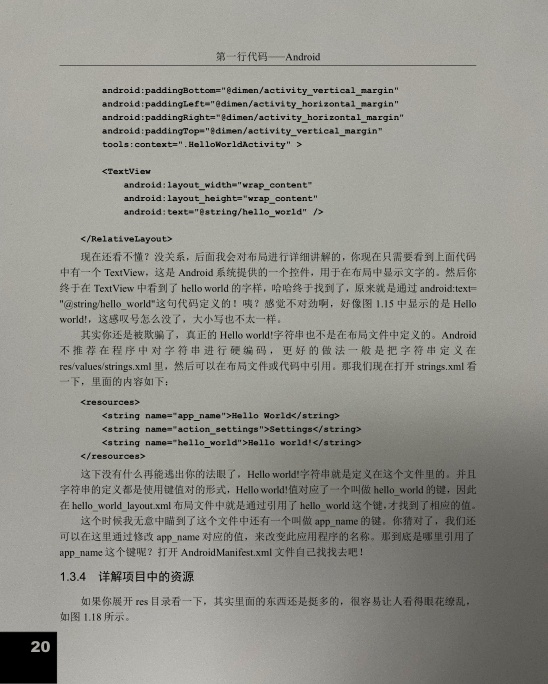 第一行代码——Android
android:paddingBottom="@dimen/activity_vertical_margin"
android:paddingLeft="@dimen/activity_horizontal_margin"
android:paddingRight="@dimen/activity_horizontal_margin"
android:paddingTop="@dimen/activity_vertical_margin"
tools:context=".HelloWorldActivity" >
<TextView
android:layout_width="wrap_content"
android:layout_height="wrap_content"
android:text="@string/hello_world" />
</RelativeLayout>
现在还看不懂？没关系，后面我会对布局进行详细讲解的，你现在只需要看到上面代码
中有一个 TextView，这是 Android 系统提供的一个控件，用于在布局中显示文字的。然后你
终于在 TextView 中看到了 hello world 的字样，哈哈终于找到了，原来就是通过 android:text=
"@string/hello_world"这句代码定义的！咦？感觉不对劲啊，好像图 1.15 中显示的是 Hello
world!，这感叹号怎么没了，大小写也不太一样。
其实你还是被欺骗了，真正的 Hello world!字符串也不是在布局文件中定义的。Android
不推荐在程序中对字符串进行硬编码，更好的做法一般是把字符串定义在
res/values/strings.xml 里，然后可以在布局文件或代码中引用。那我们现在打开 strings.xml 看
一下，里面的内容如下：
<resources>
<string name="app_name">Hello World</string>
<string name="action_settings">Settings</string>
<string name="hello_world">Hello world!</string>
</resources>
这下没有什么再能逃出你的法眼了，Hello world!字符串就是定义在这个文件里的。并且
字符串的定义都是使用键值对的形式，Hello world!值对应了一个叫做 hello_world 的键，因此
在 hello_world_layout.xml 布局文件中就是通过引用了 hello_world 这个键，才找到了相应的值。
这个时候我无意中瞄到了这个文件中还有一个叫做 app_name 的键。你猜对了，我们还
可以在这里通过修改 app_name 对应的值，来改变此应用程序的名称。那到底是哪里引用了
app_name 这个键呢？打开 AndroidManifest.xml 文件自己找找去吧！
1.3.4 详解项目中的资源
如果你展开 res 目录看一下，其实里面的东西还是挺多的，很容易让人看得眼花缭乱，
如图 1.18 所示。
20